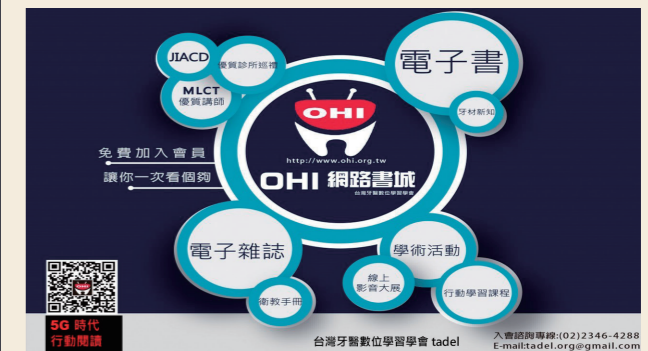 JIACD
優質診所巡禮
MLCT
優質講師
電子書
牙材新知
OHI
http://www.ohi.org.tw
免費加入會員
讓你一次看個夠
OHI 網路書城
台灣牙醫數位學習學會
電子雜誌
衛教手冊
學術活動
線上
影音大展
行動學習課程
OHI
5G 時代
行動閱讀
台灣牙醫數位學習學會 tadel
入會諮詢專線:(02)2346-4288
E-mail:tadel.org@gmail.com